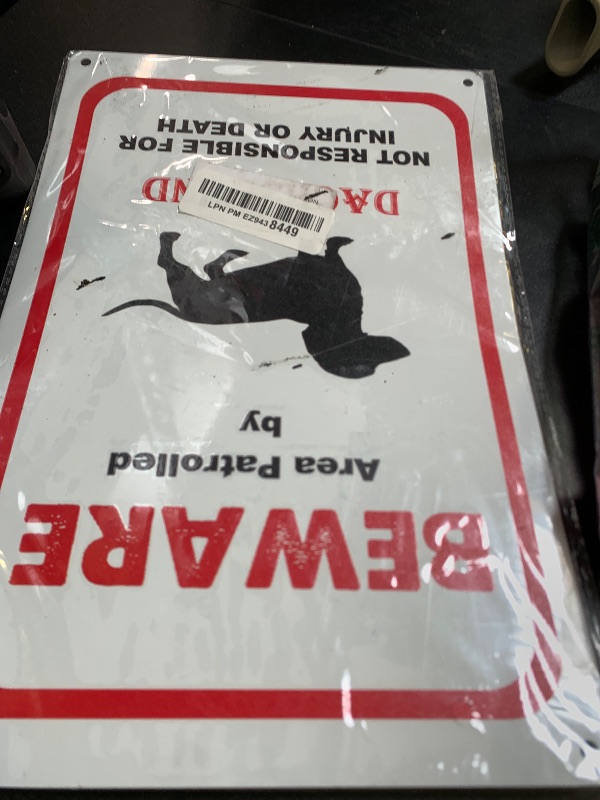 BEWARE
Area Patrolled
by
NOT RESPONSIBLE FOR
INJURY OR DEATH
LPN PM EZ943 8449